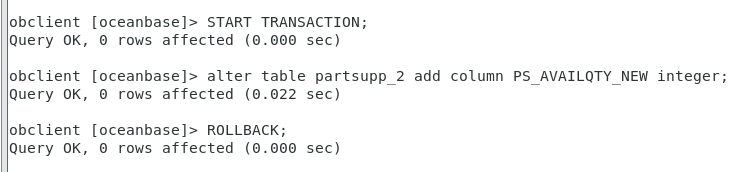 obclient [oceanbase]> START TRANSACTION;
Query OK, 0 rows affected (0.000 sec)
obclient [oceanbase]> alter table partsupp_2 add column PS_AVAILQTY_NEW integer;
Query OK, 0 rows affected (0.022 sec)
obclient [oceanbase]> ROLLBACK;
Query OK, 0 rows affected (0.000 sec)